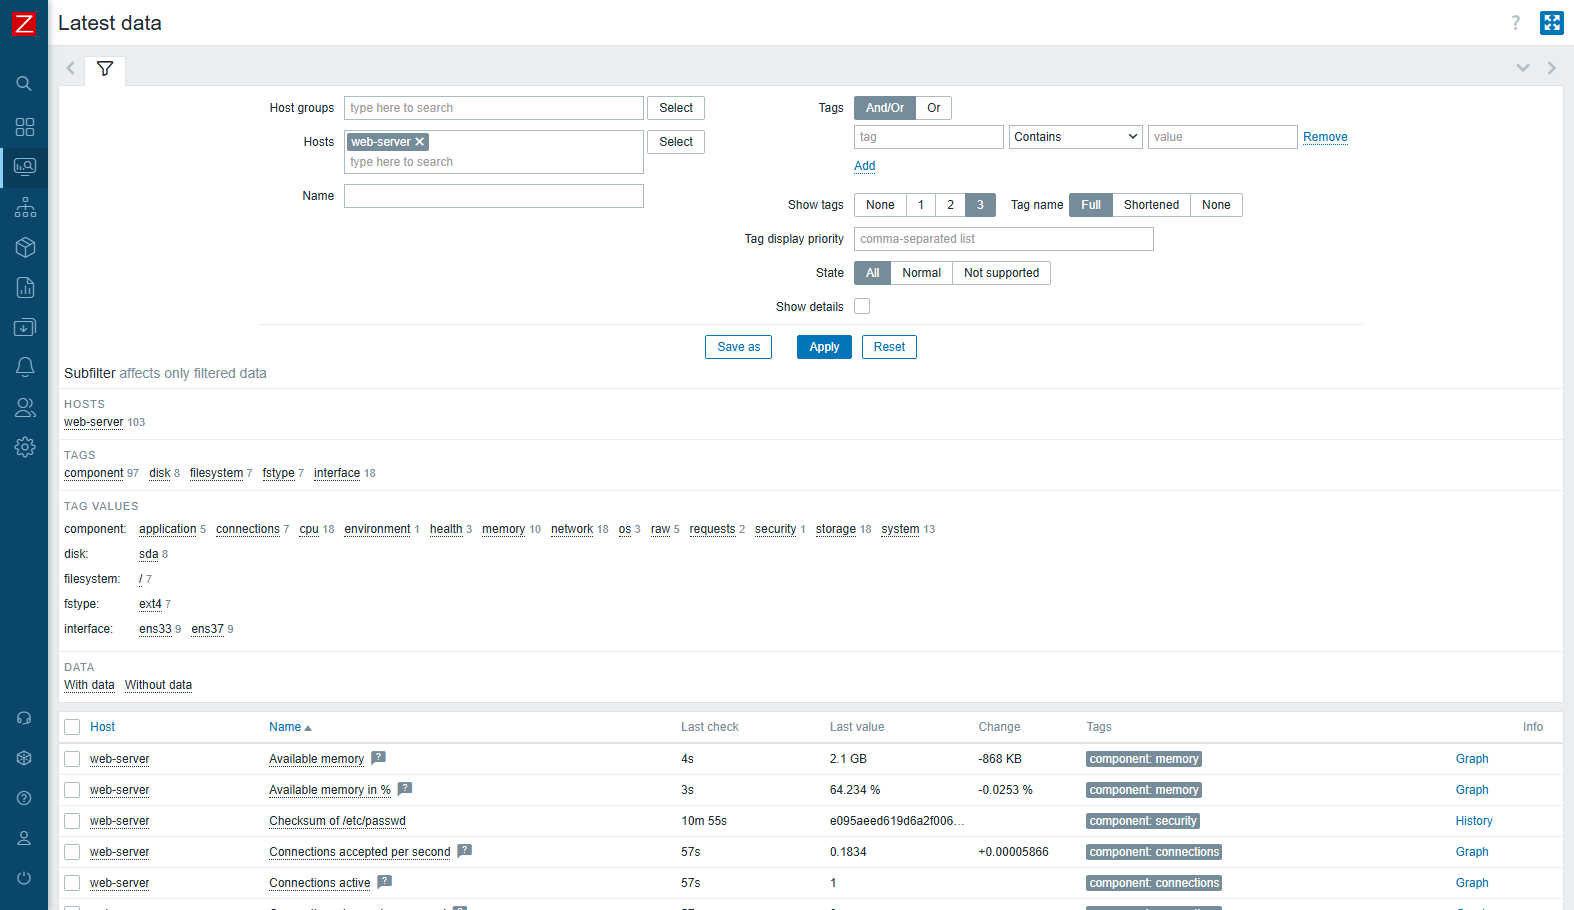 Z
Latest data
?
Host groups type here to search Select
Hosts web-server type here to search Select
Name
Tags And/Or Or
tag Contains value Remove
Add
Show tags None 1 2 3 Tag name Full Shortened None
Tag display priority comma-separated list
State All Normal Not supported
Show details
Save as Apply Reset
Subfilter affects only filtered data
HOSTS
web-server 103
TAGS
component 97 disk 8 filesystem 7 fstype 7 interface 18
TAG VALUES
component: application 5 connections 7 cpu 18 environment 1 health 3 memory 10 network 18 os 3 raw 5 requests 2 security 1 storage 18 system 13
disk: sda 8
filesystem: / 7
fstype: ext4 7
interface: ens33 9 ens37 9
DATA
With data Without data
Host Name Last check Last value Change Tags Info
web-server Available memory ? 4s 2.1 GB -868 KB component: memory Graph
web-server Available memory in % ? 3s 64.234 % -0.0253 % component: memory Graph
web-server Checksum of /etc/passwd 10m 55s e095aeed619d6a2f006... component: security History
web-server Connections accepted per second ? 57s 0.1834 +0.00005866 component: connections Graph
web-server Connections active ? 57s 1 component: connections Graph